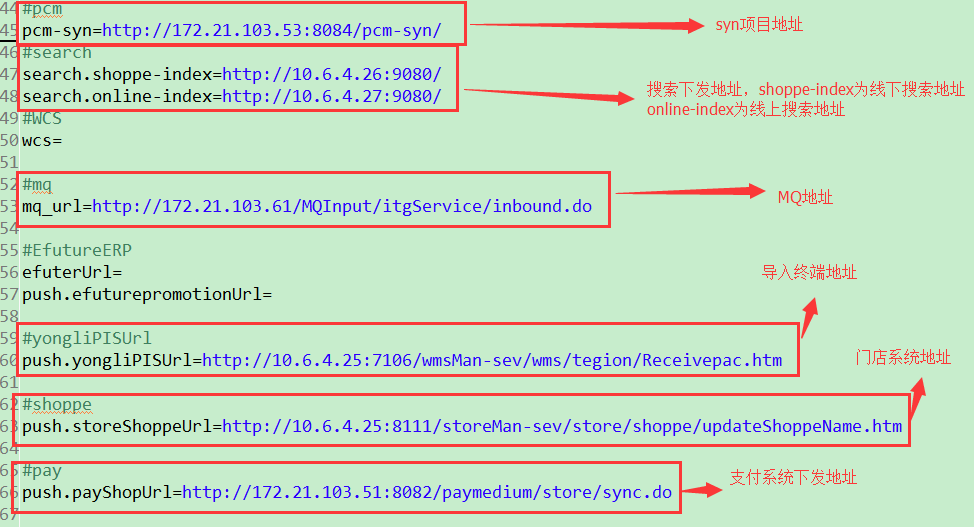 44 #pcm
45 pcm-syn=http://172.21.103.53:8084/pcm-syn/
syn项目地址
46 #search
47 search.shoppe-index=http://10.6.4.26:9080/
48 search.online-index=http://10.6.4.27:9080/
搜索下发地址，shoppe-index为线下搜索地址
online-index为线上搜索地址
49 #WCS
50 wcs=
51
52 #mq
53 mq_url=http://172.21.103.61/MQInput/itgService/inbound.do
MQ地址
54
55 #EfutureERP
56 efuterUrl=
57 push.efuturepromotionUrl=
导入终端地址
58
59 #yongliPISUrl
60 push.yongliPISUrl=http://10.6.4.25:7106/wmsMan-sev/wms/tegion/Receivepac.htm
门店系统地址
61
62 #shoppe
63 push.storeShoppeUrl=http://10.6.4.25:8111/storeMan-sev/store/shoppe/updateShoppeName.htm
64
65 #pay
66 push.payShopUrl=http://172.21.103.51:8082/paymedium/store/sync.do
支付系统下发地址
67